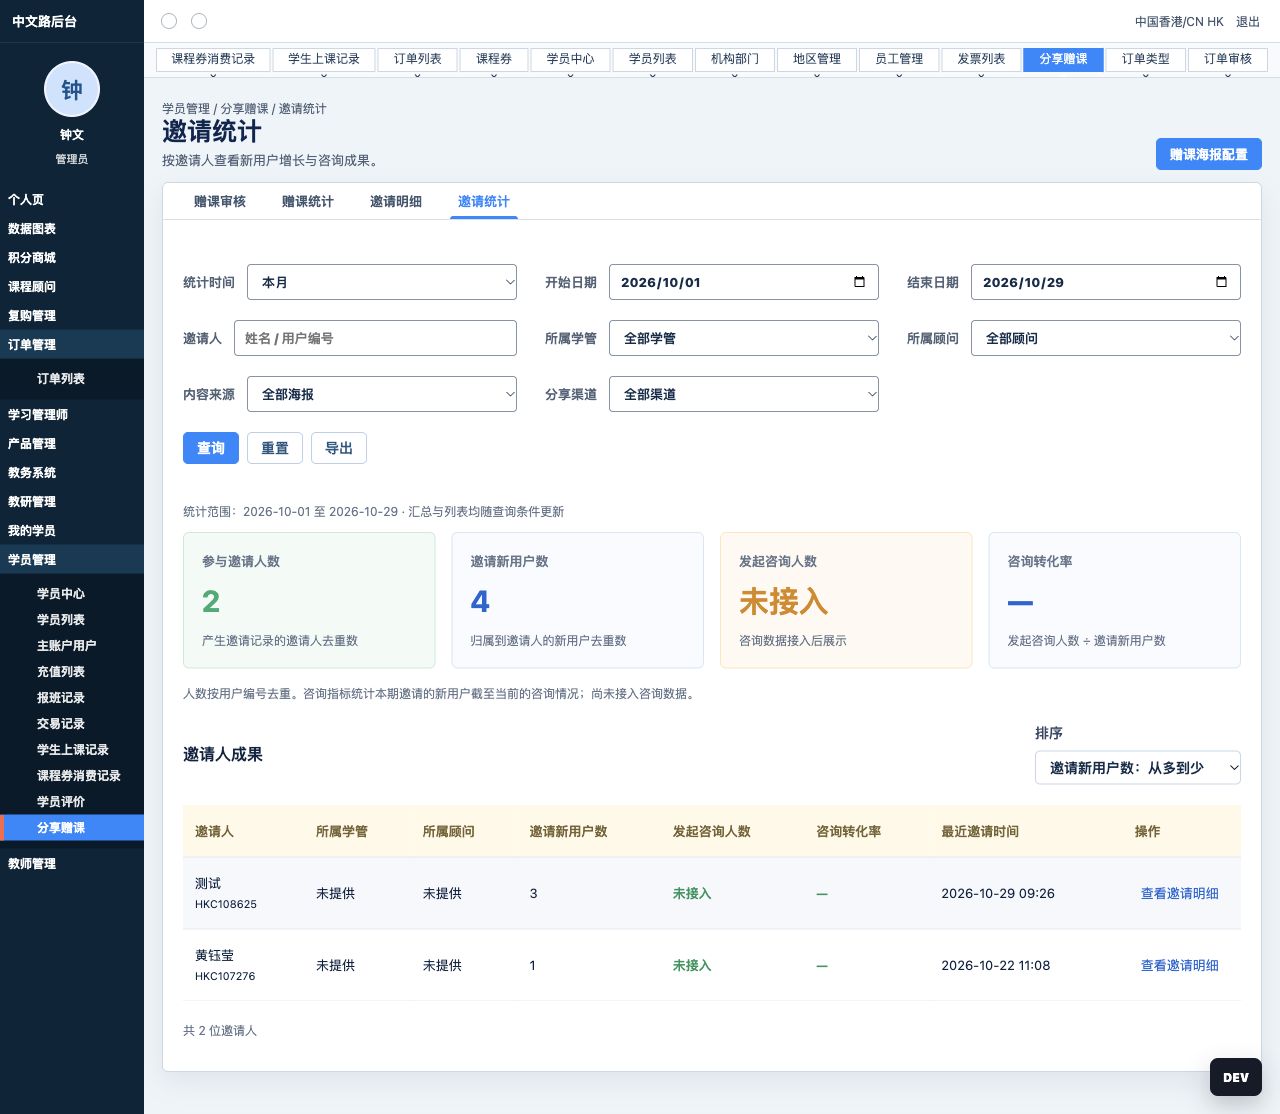 中文路后台
中国香港/CN HK 退出
课程券消费记录 学生上课记录 订单列表 课程券 学员中心 学员列表 机构部门 地区管理 员工管理 发票列表 分享赠课 订单类型 订单审核
钟
钟文
管理员
个人页
数据图表
积分商城
课程顾问
复购管理
订单管理
订单列表
学习管理师
产品管理
教务系统
教研管理
我的学员
学员管理
学员中心
学员列表
主账户用户
充值列表
报班记录
交易记录
学生上课记录
课程券消费记录
学员评价
分享赠课
教师管理
学员管理 / 分享赠课 / 邀请统计
邀请统计
按邀请人查看新用户增长与咨询成果。
赠课海报配置
赠课审核 赠课统计 邀请明细 邀请统计
统计时间 本月 开始日期 2026/10/01 结束日期 2026/10/29
邀请人 姓名 / 用户编号 所属学管 全部学管 所属顾问 全部顾问
内容来源 全部海报 分享渠道 全部渠道
查询 重置 导出
统计范围：2026-10-01 至 2026-10-29 · 汇总与列表均随查询条件更新
参与邀请人数 邀请新用户数 发起咨询人数 咨询转化率
2 4 未接入 —
产生邀请记录的邀请人去重数 归属到邀请人的新用户去重数 咨询数据接入后展示 发起咨询人数 ÷ 邀请新用户数
人数按用户编号去重。咨询指标统计本期邀请的新用户截至当前的咨询情况；尚未接入咨询数据。
邀请人成果
排序
邀请新用户数：从多到少
邀请人 所属学管 所属顾问 邀请新用户数 发起咨询人数 咨询转化率 最近邀请时间 操作
测试
HKC108625
未提供 未提供 3 未接入 — 2026-10-29 09:26 查看邀请明细
黄钰莹
HKC107276
未提供 未提供 1 未接入 — 2026-10-22 11:08 查看邀请明细
共 2 位邀请人
DEV